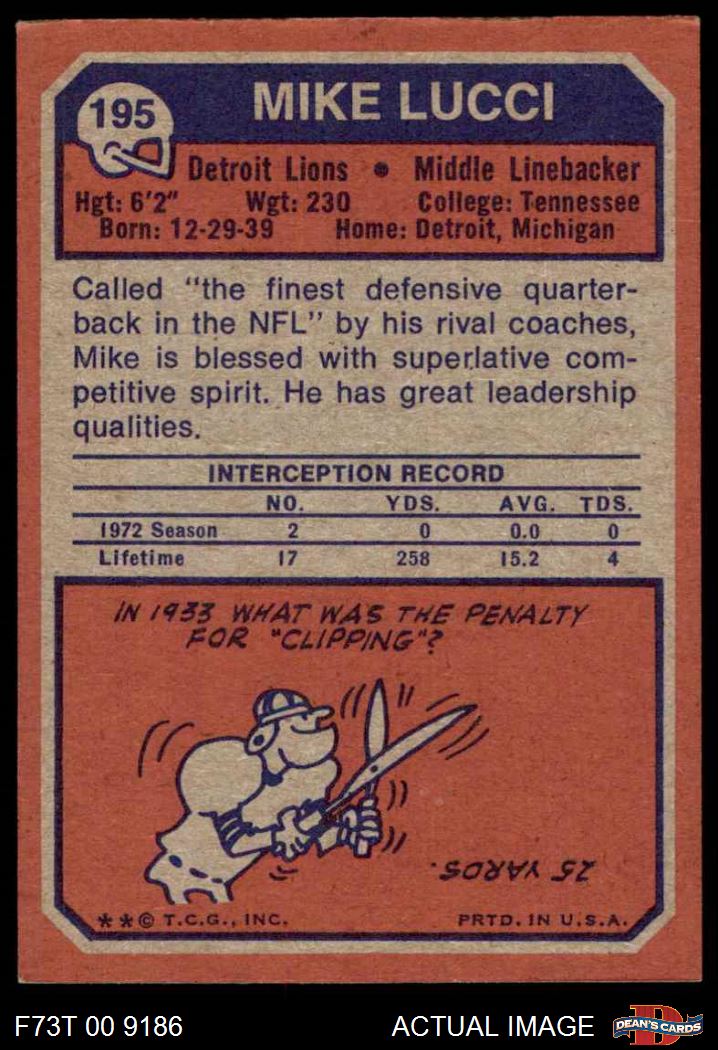 195
MIKE LUCCI
Detroit Lions • Middle Linebacker
Hgt: 6'2" Wgt: 230 College: Tennessee
Born: 12-29-39 Home: Detroit, Michigan
Called "the finest defensive quarter-
back in the NFL" by his rival coaches,
Mike is blessed with superlative com-
petitive spirit. He has great leadership
qualities.
INTERCEPTION RECORD
NO. YDS. AVG. TDS.
1972 Season 2 0 0.0 0
Lifetime 17 258 15.2 4
IN 1933 WHAT WAS THE PENALTY
FOR "CLIPPING"?
25 YARDS.
**© T.C.G., INC. PRTD. IN U.S.A.
F73T 00 9186 ACTUAL IMAGE
D
DEAN'S CARDS